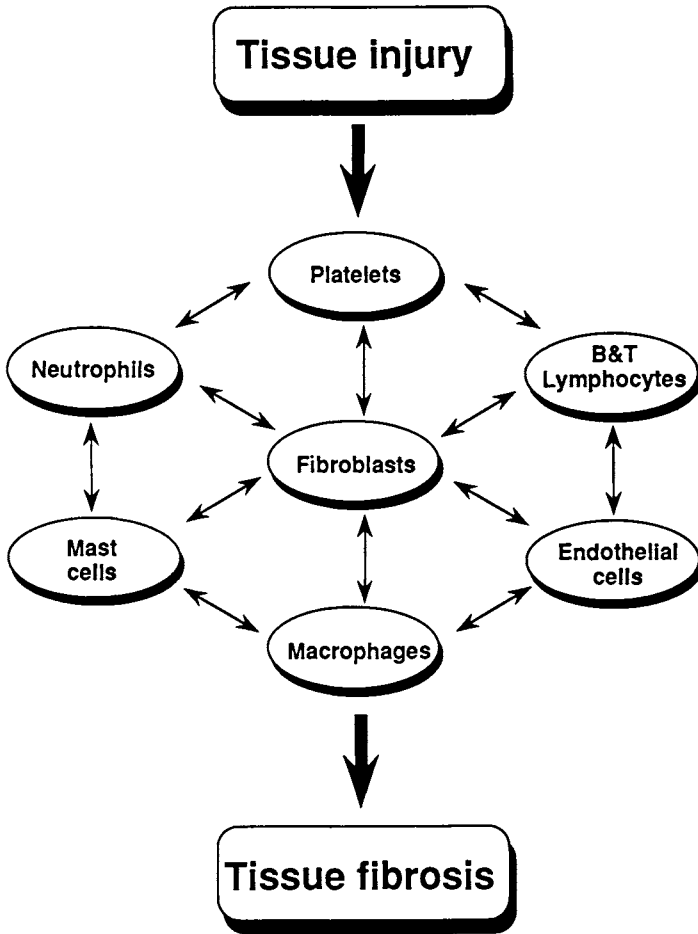 Tissue injury
Platelets
Neutrophils
B&T
Lymphocytes
Fibroblasts
Mast
cells
Endothelial
cells
Macrophages
Tissue fibrosis